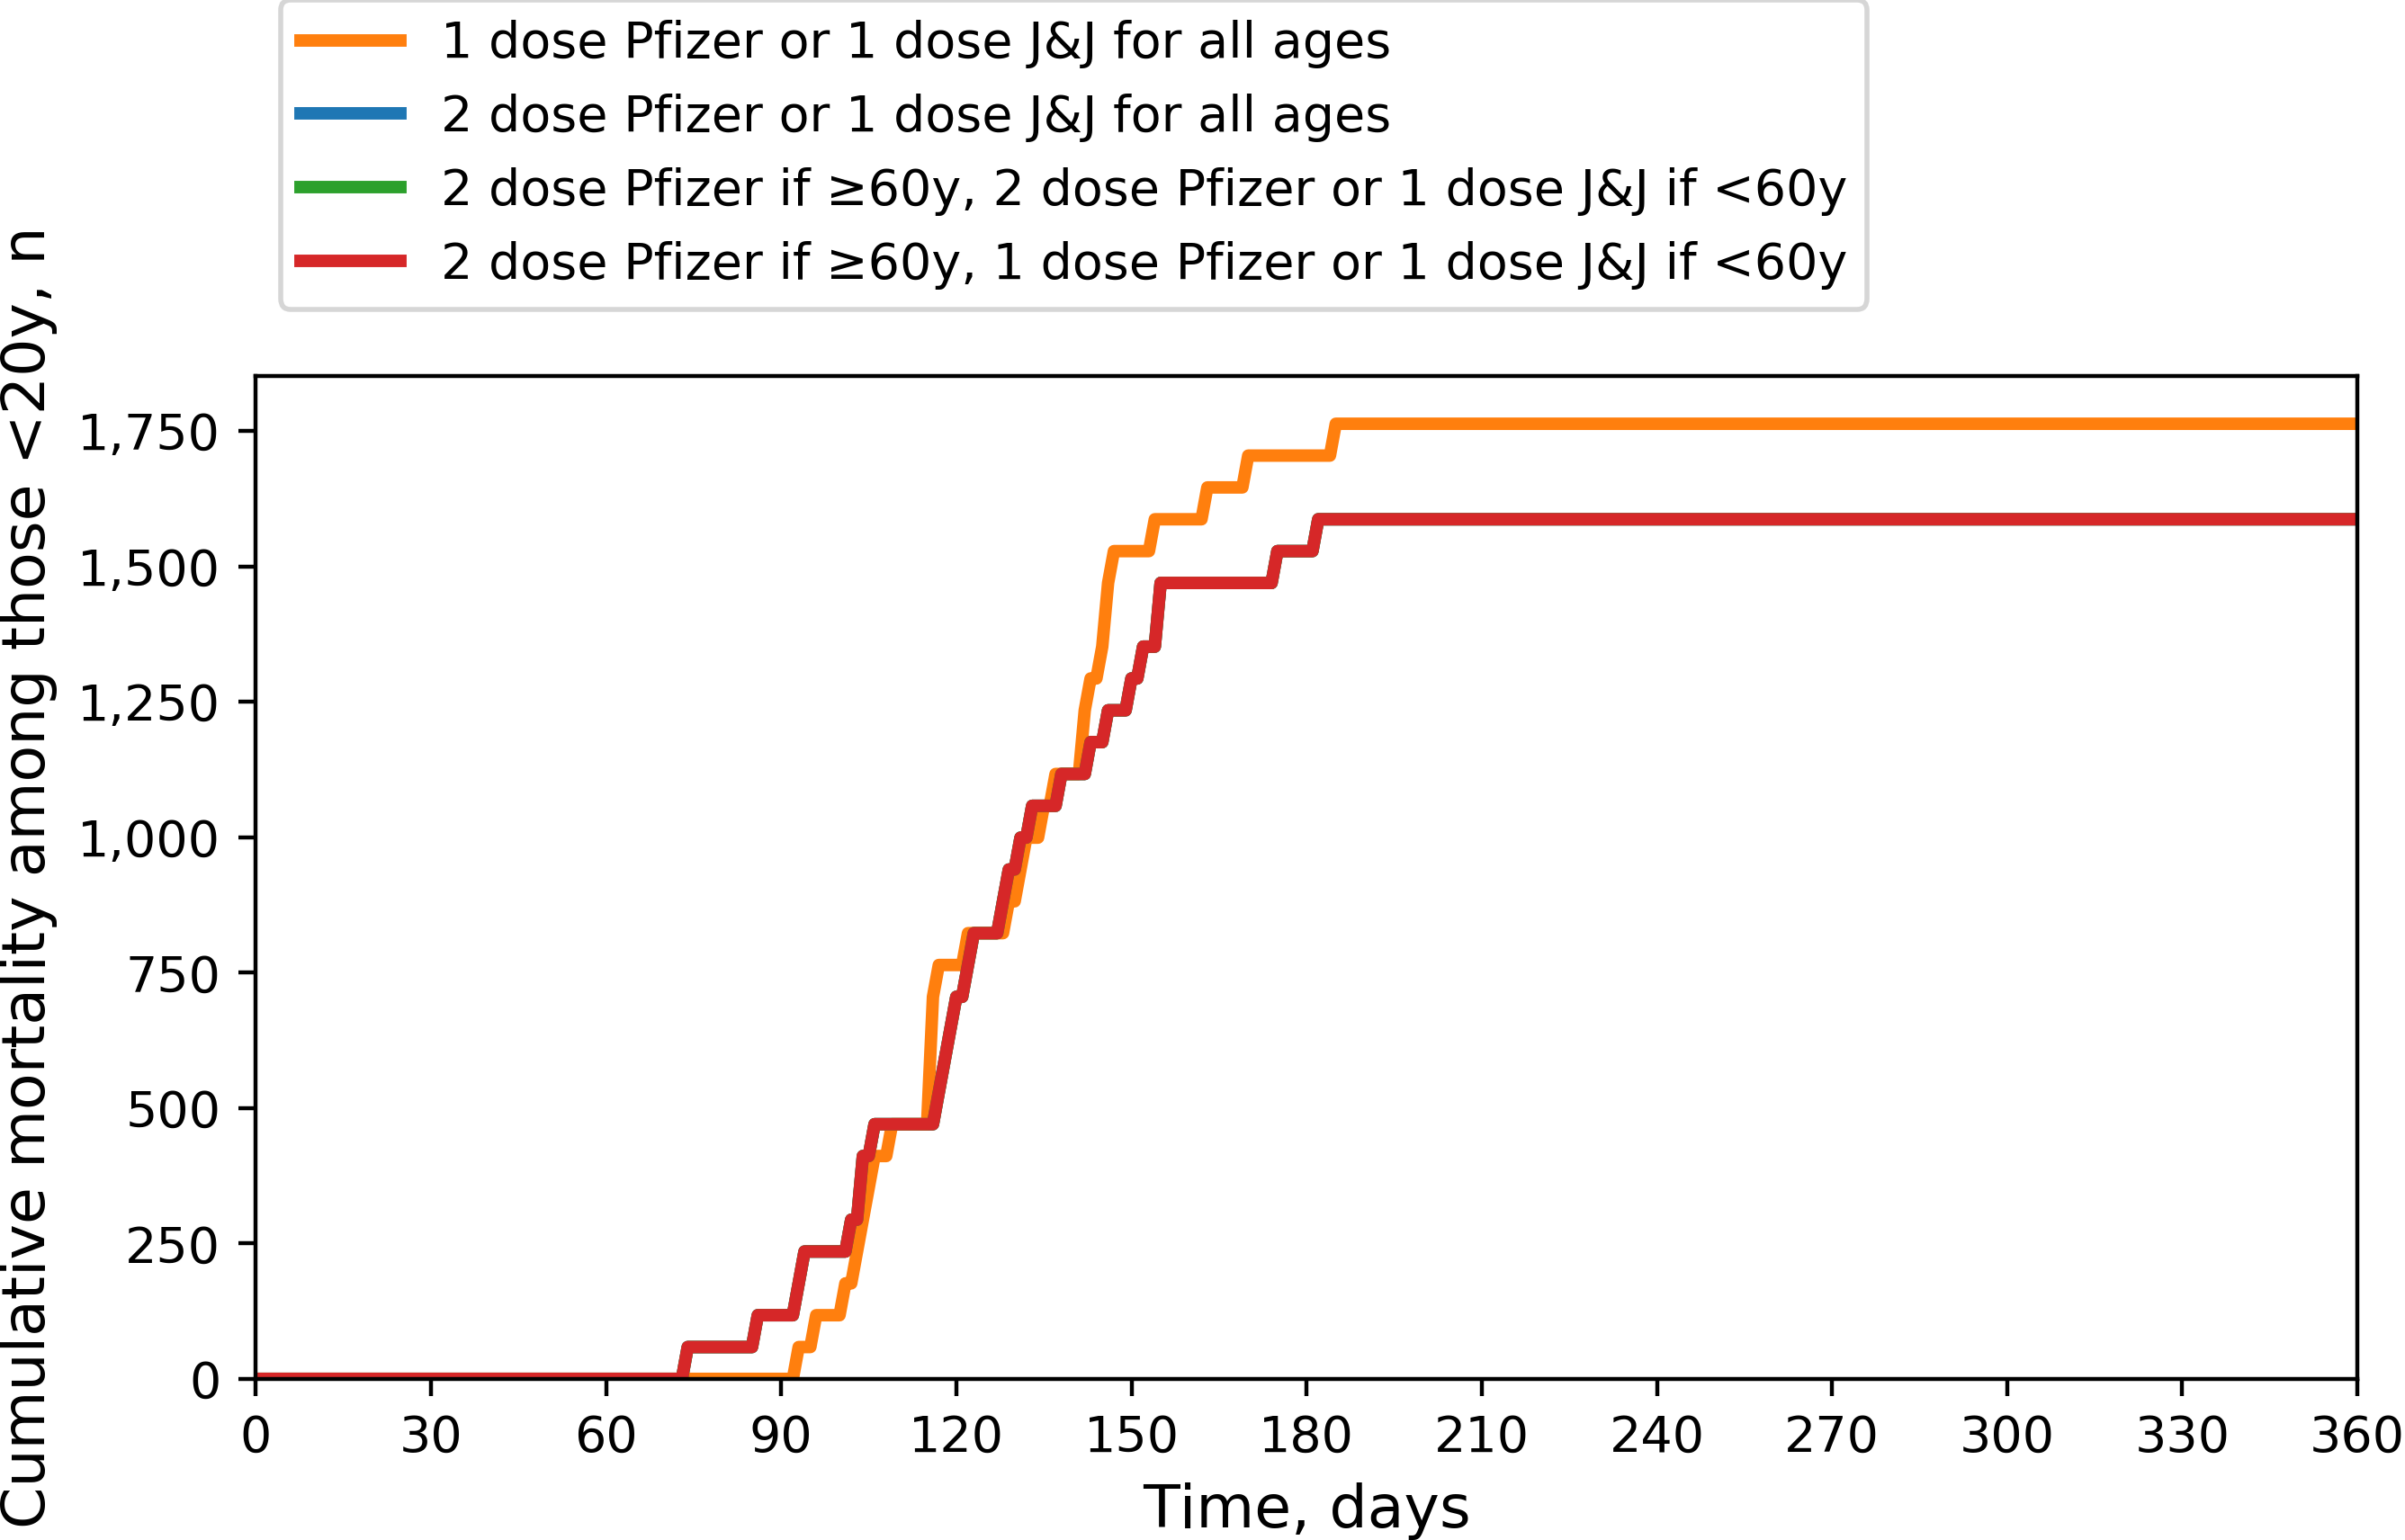 1 dose Pfizer or 1 dose J&J for all ages
2 dose Pfizer or 1 dose J&J for all ages
2 dose Pfizer if ≥60y, 2 dose Pfizer or 1 dose J&J if <60y
2 dose Pfizer if ≥60y, 1 dose Pfizer or 1 dose J&J if <60y
Cumulative mortality among those <20y, n
1,750
1,500
1,250
1,000
750
500
250
0
0 30 60 90 120 150 180 210 240 270 300 330 360
Time, days